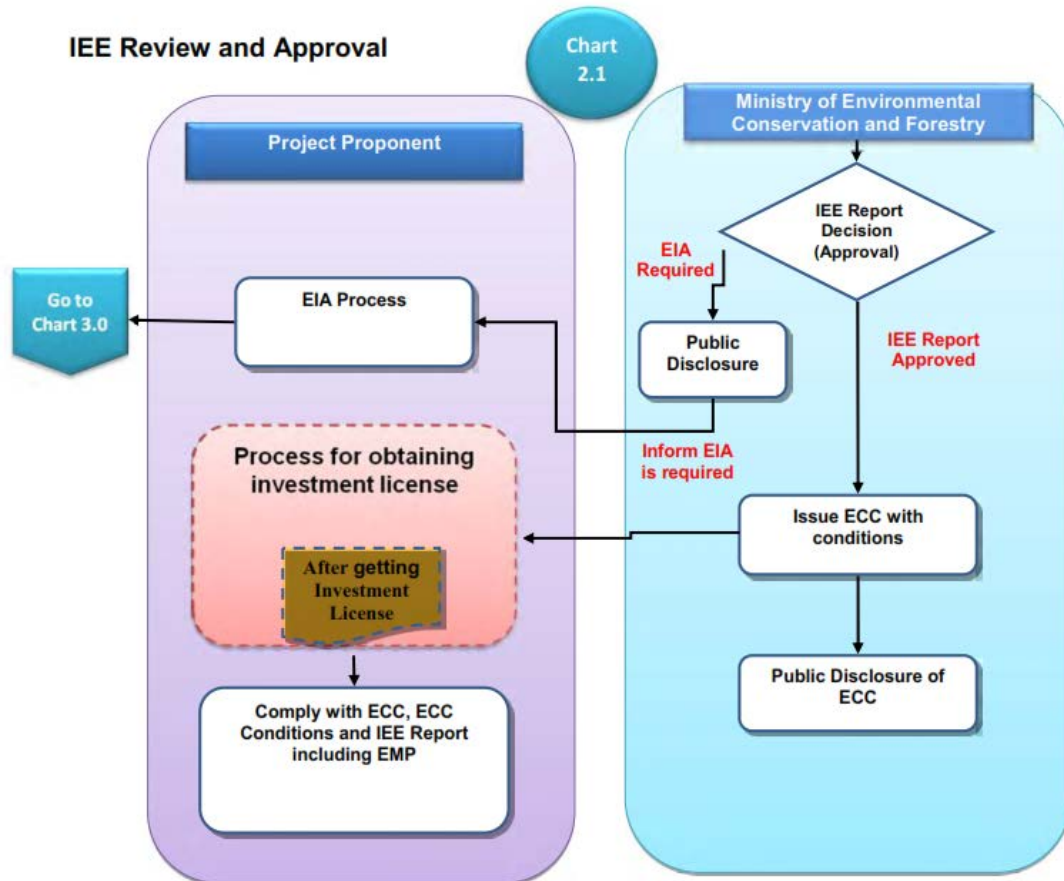 IEE Review and Approval
Chart
2.1
Project Proponent
Ministry of Environmental
Conservation and Forestry
IEE Report
Decision
(Approval)
EIA
Required
Go to
Chart 3.0
EIA Process
Public
Disclosure
IEE Report
Approved
Inform EIA
is required
Process for obtaining
investment license
After getting
Investment
License
Issue ECC with
conditions
Comply with ECC, ECC
Conditions and IEE Report
including EMP
Public Disclosure of
ECC